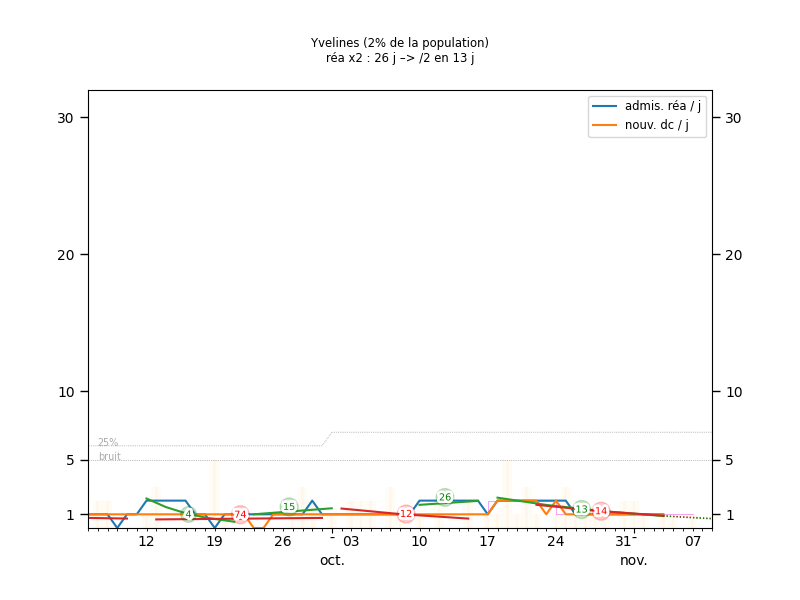 Yvelines (2% de la population)
réa x2 : 26 j –> /2 en 13 j
admis. réa / j
nouv. dc / j
30 30
20 20
10 10
25%
bruit
5 5
1 1
4 74 15 12 26 13 14
12 19 26 - 03 10 17 24 31- 07
oct. nov.